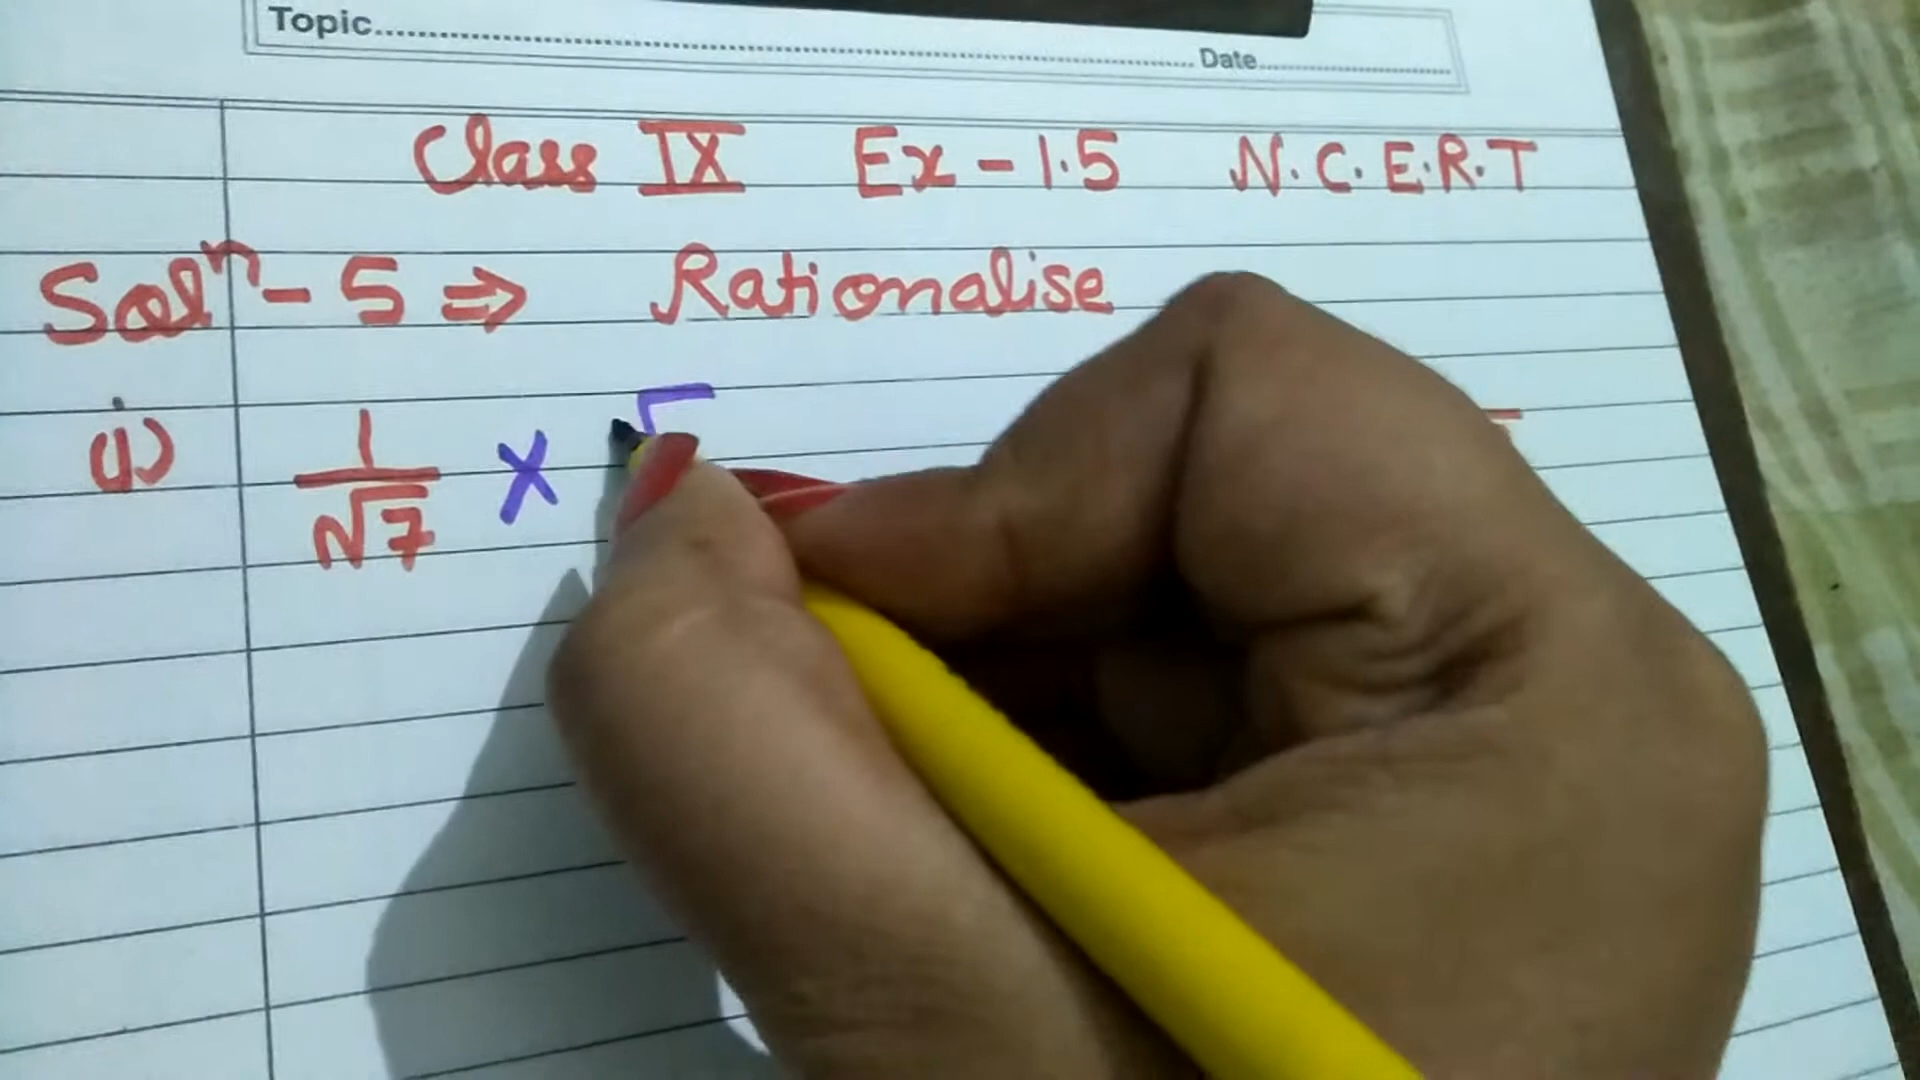 Topic.......... Date..........
Class IX Ex - 1.5 N.C.E.R.T
Solⁿ - 5 ⇒ Rationalise
(i) 1/√7 × √